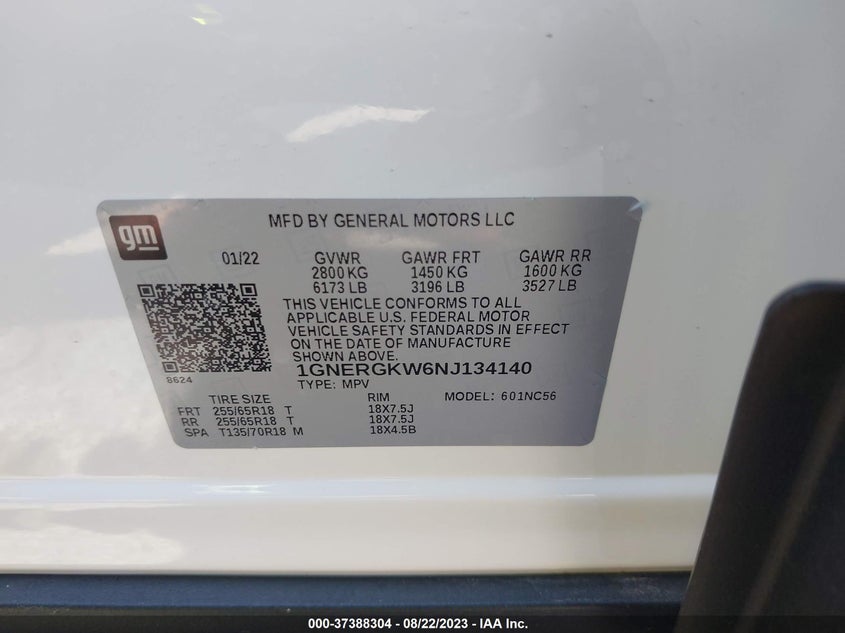 gm
MFD BY GENERAL MOTORS LLC
01/22 GVWR GAWR FRT GAWR RR
2800 KG 1450 KG 1600 KG
6173 LB 3196 LB 3527 LB
THIS VEHICLE CONFORMS TO ALL
APPLICABLE U.S. FEDERAL MOTOR
VEHICLE SAFETY STANDARDS IN EFFECT
ON THE DATE OF MANUFACTURE
SHOWN ABOVE.
1GNERGKW6NJ134140
8624
TYPE: MPV
TIRE SIZE RIM MODEL: 601NC56
FRT 255/65R18 T 18X7.5J
RR 255/65R18 T 18X7.5J
SPA T135/70R18 M 18X4.5B
000-37388304 - 08/22/2023 - IAA Inc.